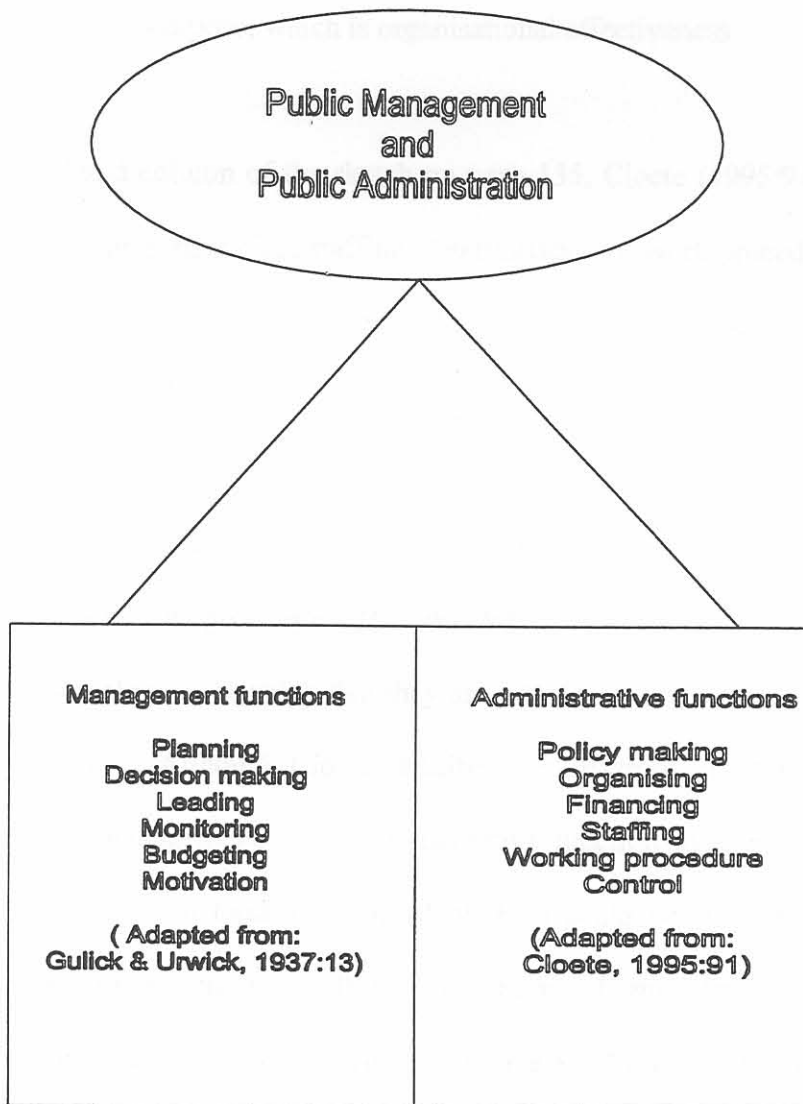 Public Management
and
Public Administration
Management functions
Planning
Decision making
Leading
Monitoring
Budgeting
Motivation
( Adapted from:
Gulick & Urwick, 1937:13)
Administrative functions
Policy making
Organising
Financing
Staffing
Working procedure
Control
(Adapted from:
Cloete, 1995:91)